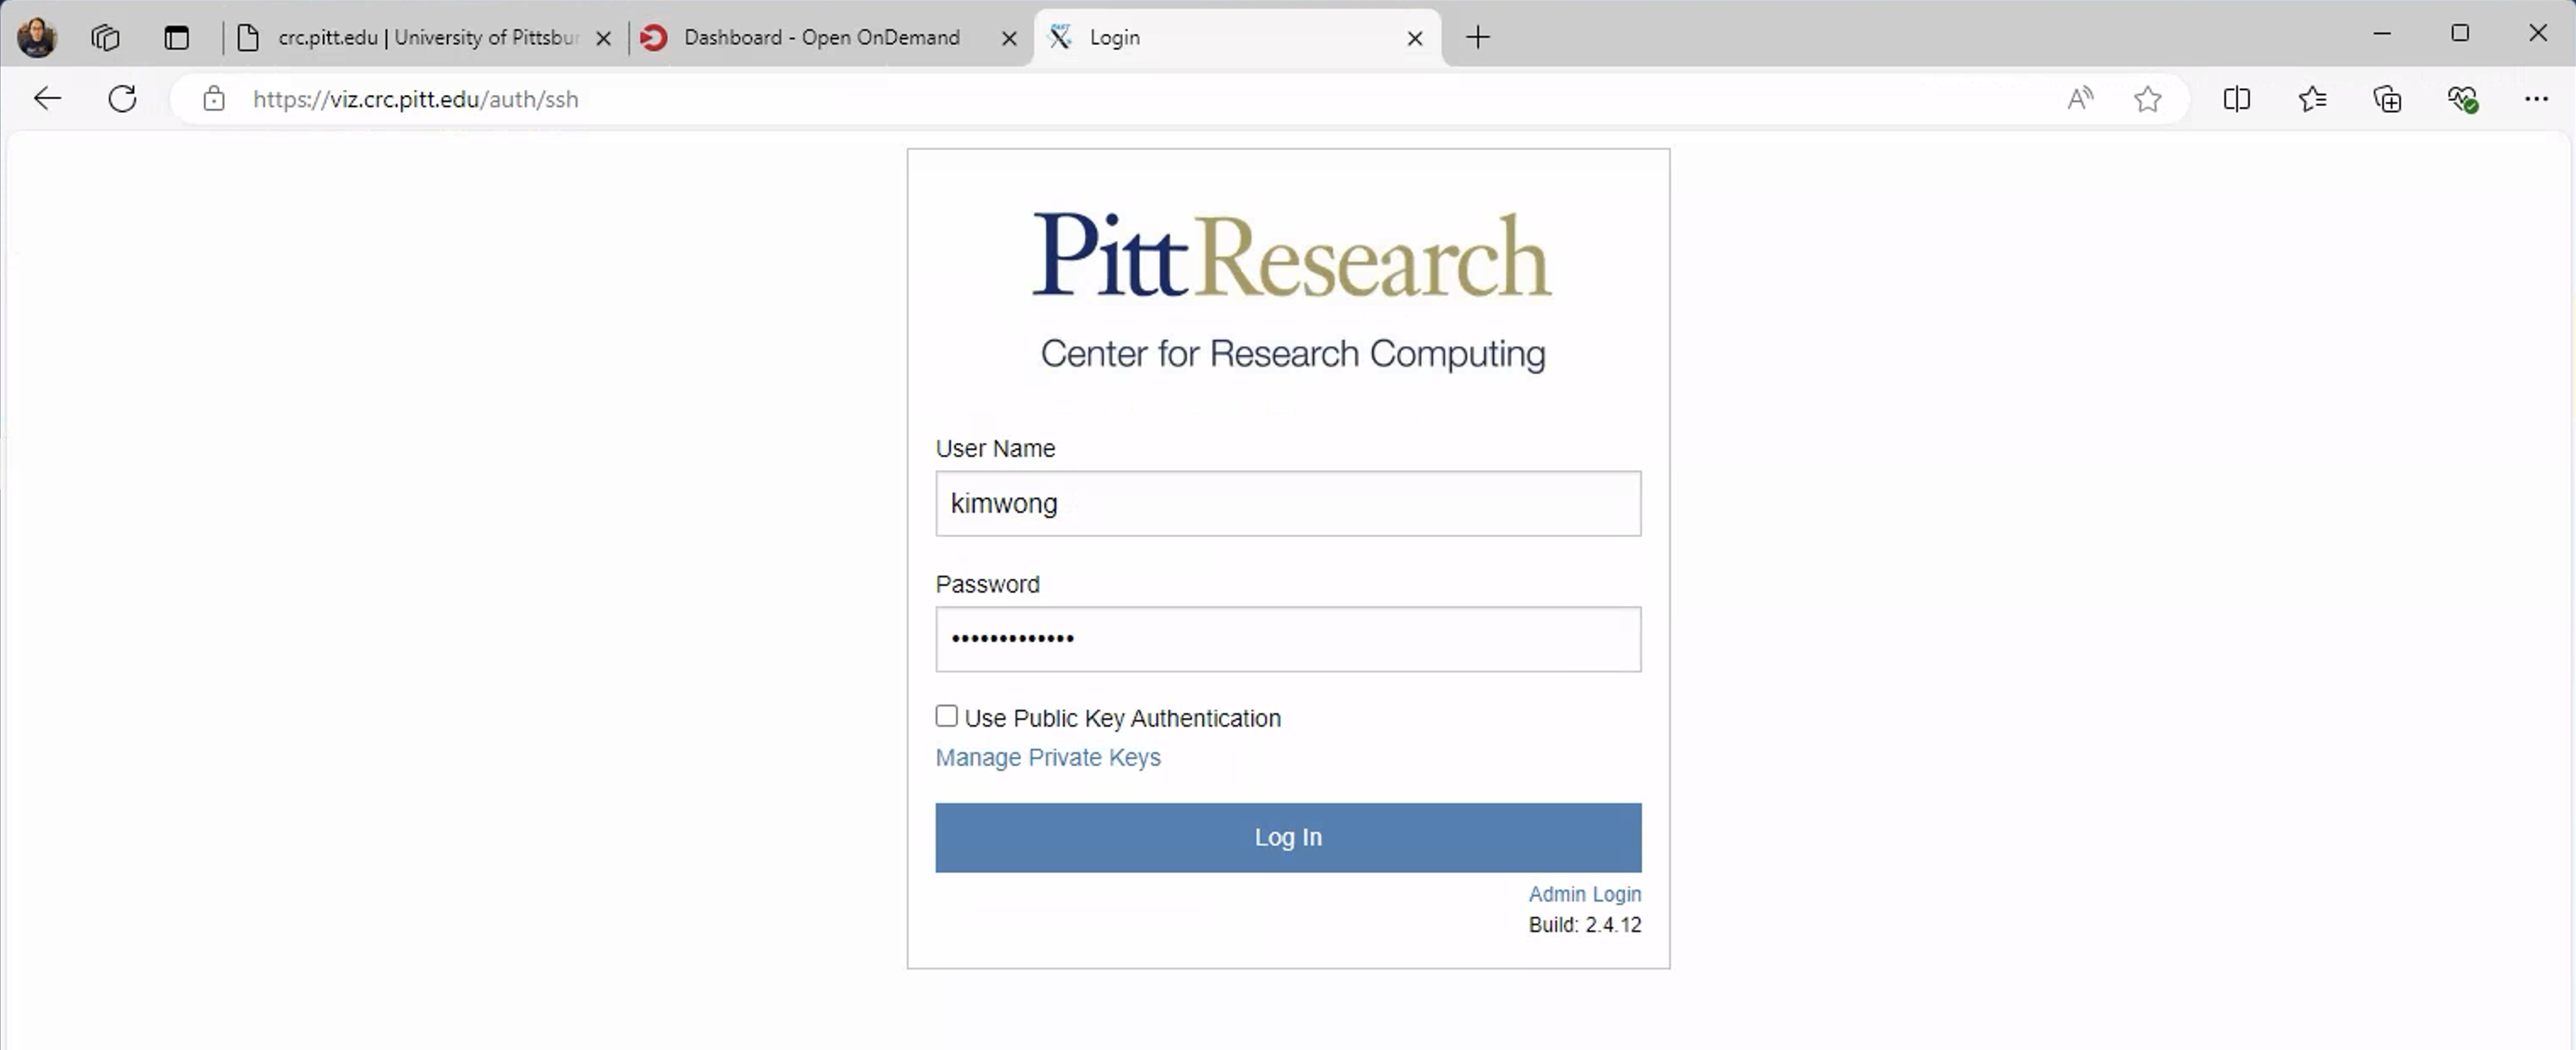 crc.pitt.edu | University of Pittsbur
Dashboard - Open OnDemand
Login
https://viz.crc.pitt.edu/auth/ssh
PittResearch
Center for Research Computing
User Name
kimwong
Password
•••••••••••••
Use Public Key Authentication
Manage Private Keys
Log In
Admin Login
Build: 2.4.12